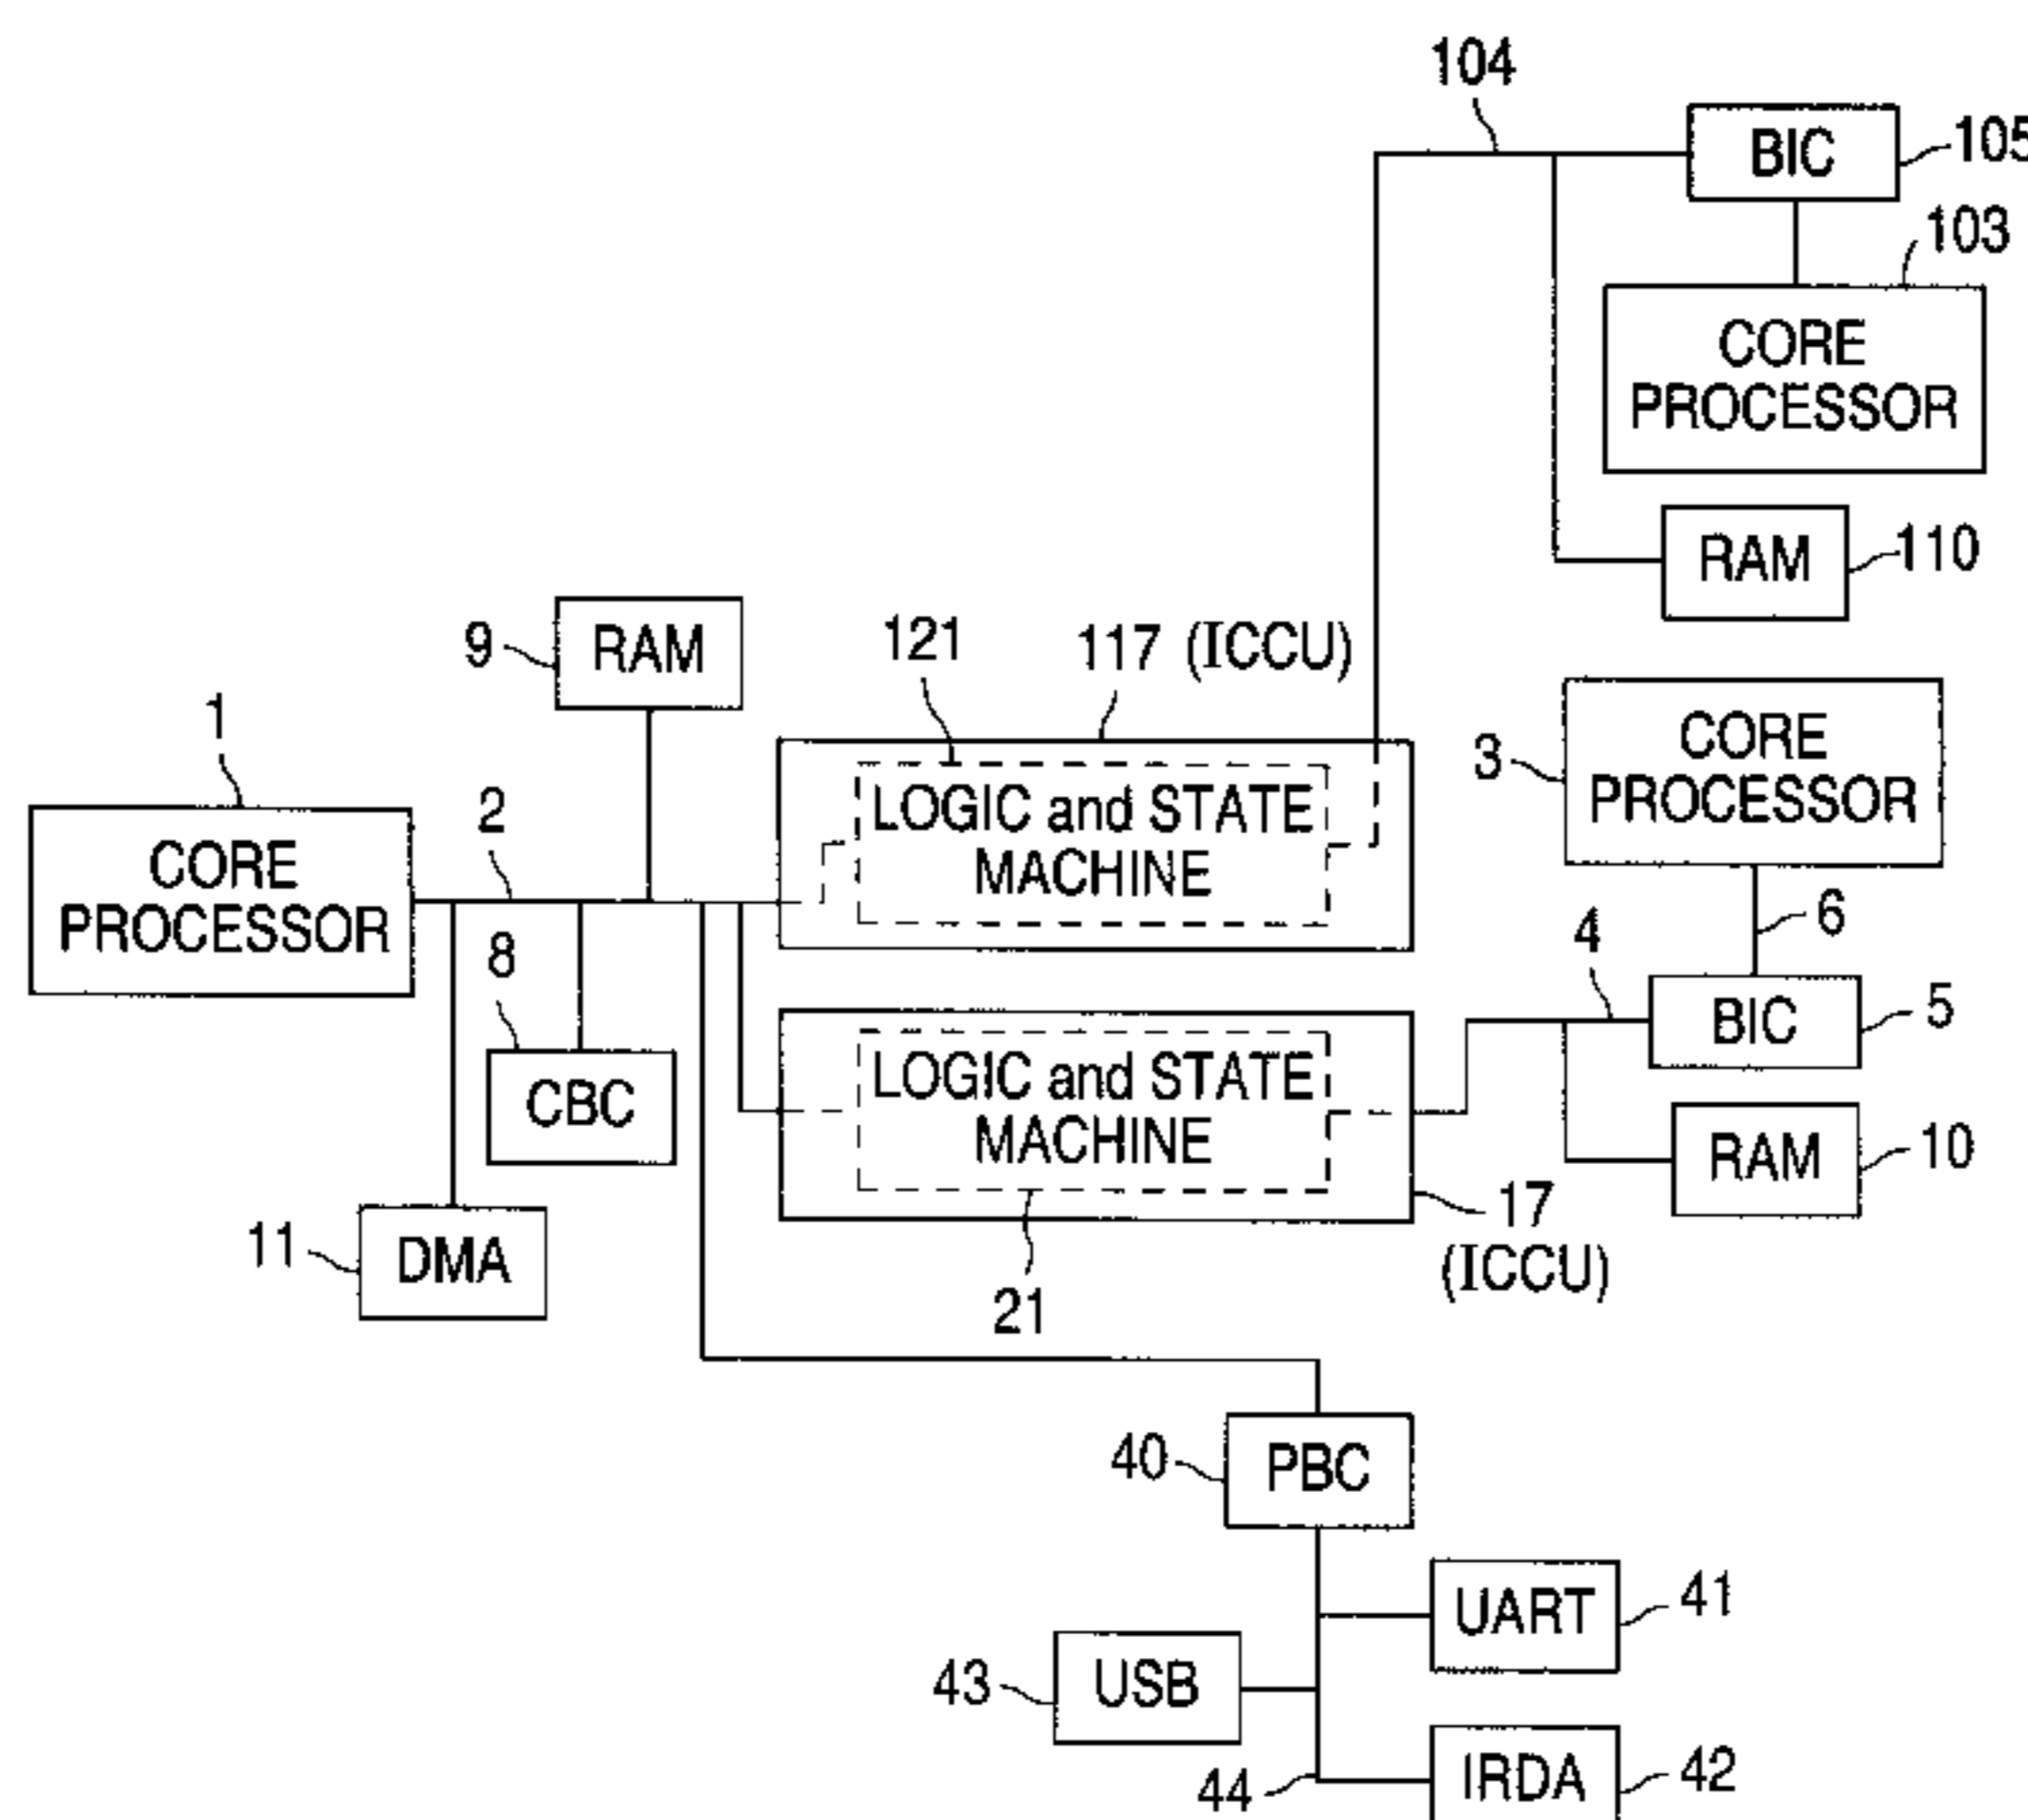 104
BIC
105
103
CORE
PROCESSOR
RAM
110
9
RAM
121
117 (ICCU)
1
2
LOGIC and STATE
MACHINE
3
CORE
PROCESSOR
CORE
PROCESSOR
8
CBC
4
6
BIC
5
LOGIC and STATE
MACHINE
RAM
10
11
DMA
21
17
(ICCU)
40
PBC
UART
41
43
USB
44
IRDA
42